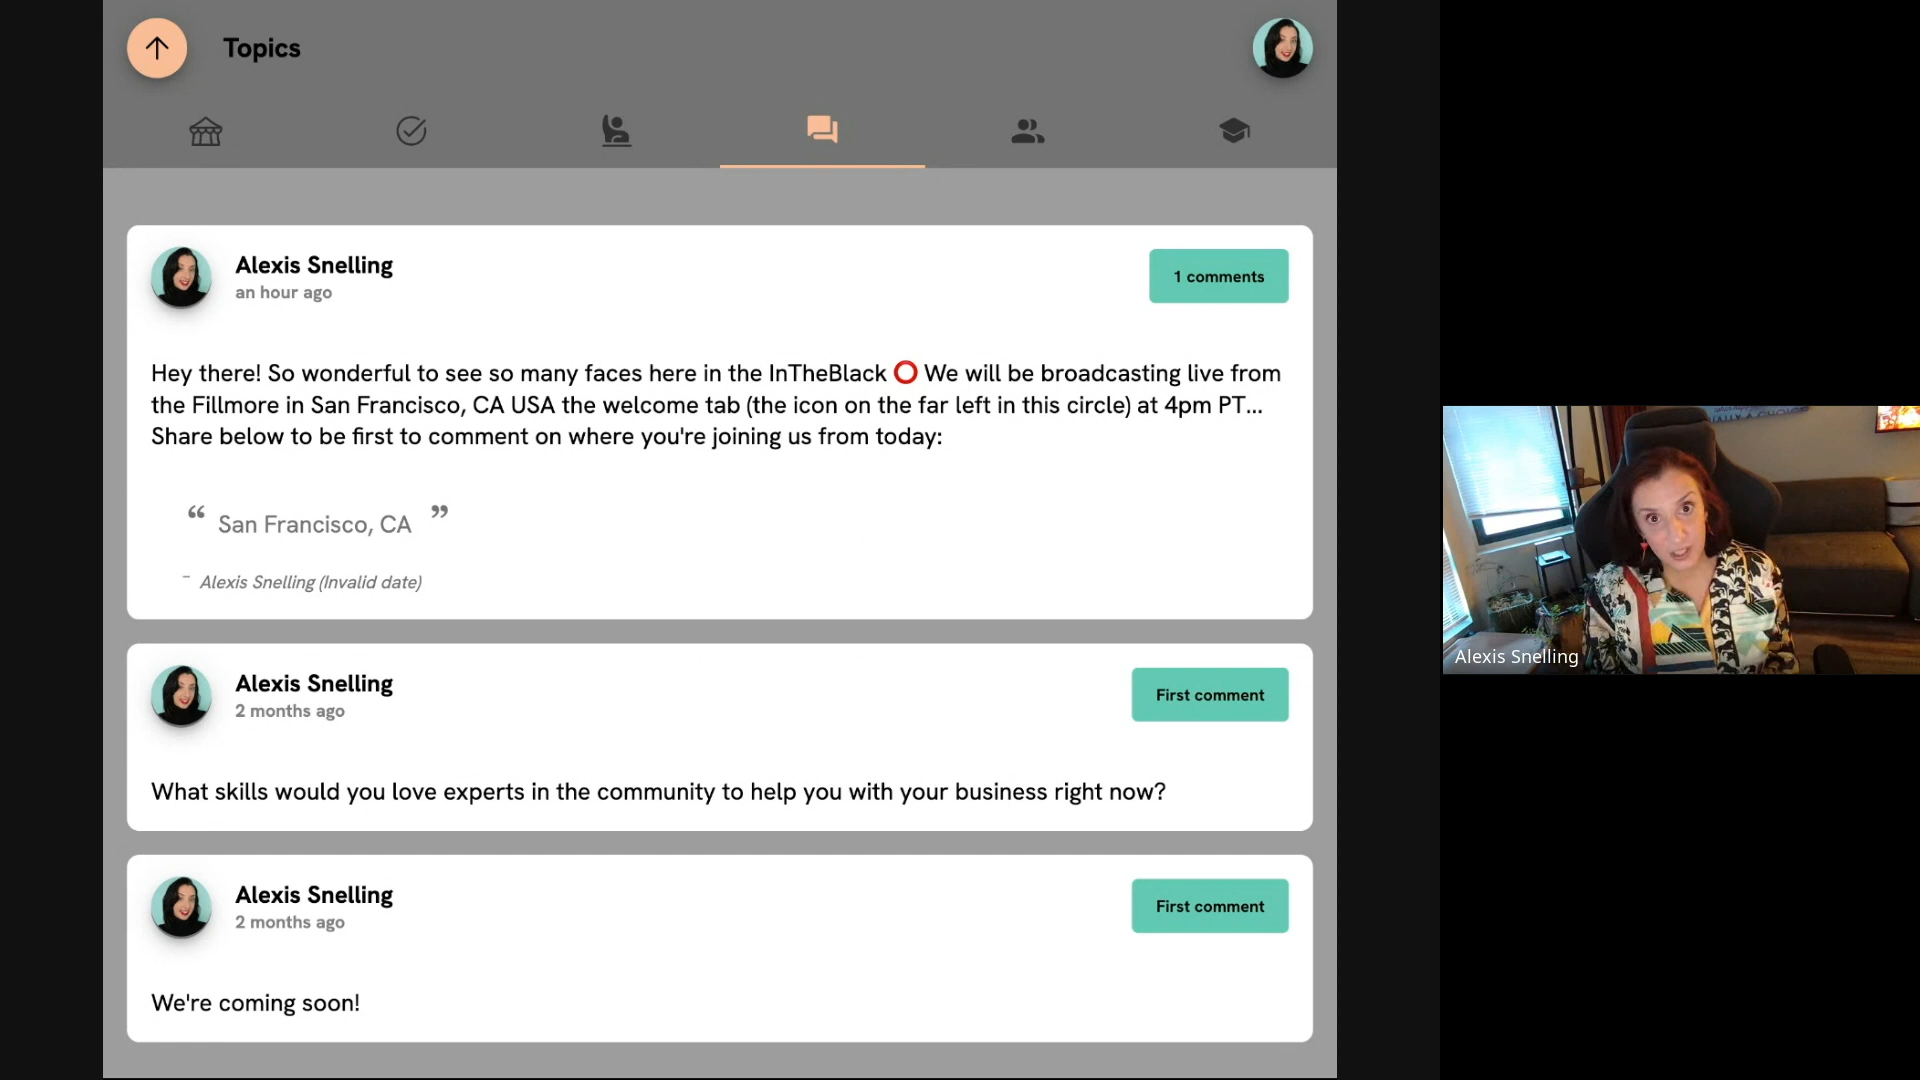 Topics
Alexis Snelling
an hour ago
1 comments
Hey there! So wonderful to see so many faces here in the InTheBlack ⭕ We will be broadcasting live from
the Fillmore in San Francisco, CA USA the welcome tab (the icon on the far left in this circle) at 4pm PT...
Share below to be first to comment on where you're joining us from today:
“ San Francisco, CA ”
– Alexis Snelling (Invalid date)
Alexis Snelling
2 months ago
First comment
What skills would you love experts in the community to help you with your business right now?
Alexis Snelling
2 months ago
First comment
We're coming soon!
Alexis Snelling